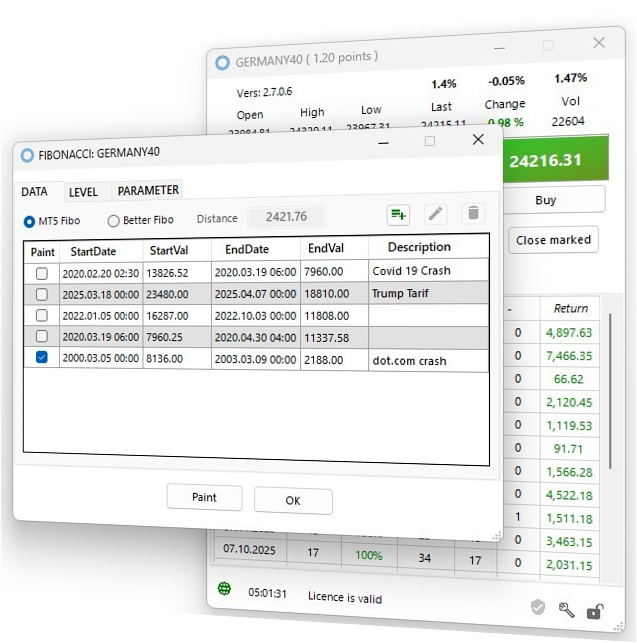 GERMANY40 ( 1.20 points )
Vers: 2.7.0.6 1.4% -0.05% 1.47%
Open High Low Last Change Vol
23984.81 24320.11 23967.31 24215.11 0.98 % 22604
FIBONACCI: GERMANY40
24216.31
DATA LEVEL PARAMETER
Buy
MT5 Fibo Better Fibo Distance 2421.76
Close marked
Paint StartDate StartVal EndDate EndVal Description
2020.02.20 02:30 13826.52 2020.03.19 06:00 7960.00 Covid 19 Crash
2025.03.18 00:00 23480.00 2025.04.07 00:00 18810.00 Trump Tarif
2022.01.05 00:00 16287.00 2022.10.03 00:00 11808.00
2020.03.19 06:00 7960.25 2020.04.30 04:00 11337.58
2000.03.05 00:00 8136.00 2003.03.09 00:00 2188.00 dot.com crash
- Return
0 4,897.63
0 7,466.35
0 66.62
0 2,120.45
0 1,119.53
0 91.71
0 1,566.28
0 4,522.18
1 1,511.18
0 3,463.15
Paint OK
07.10.2025 17 100% 34 17 0 2,031.15
05:01:31 Licence is valid